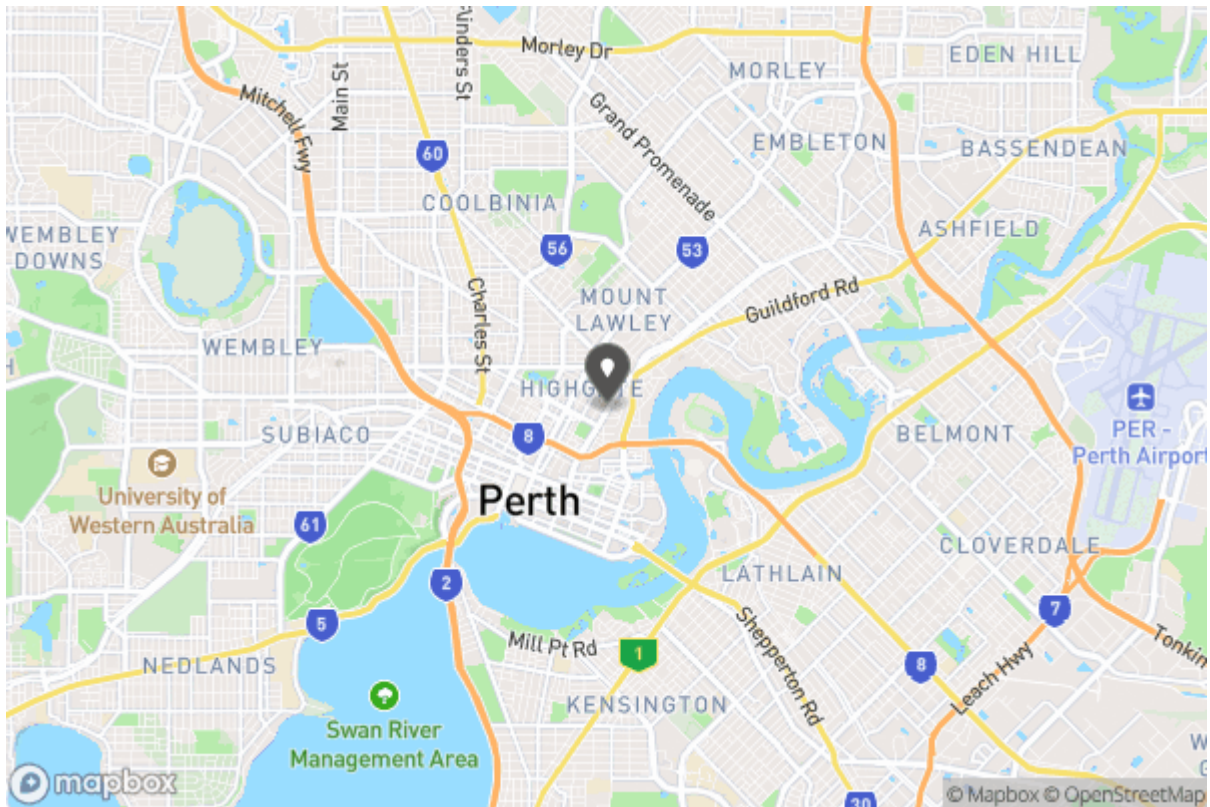 Morley Dr
Flinders St
Main St
EDEN HILL
MORLEY
Mitchell Fwy
Grand Promenade
EMBLETON
BASSENDEAN
60
COOLBINIA
WEMBLEY
DOWNS
56
53
ASHFIELD
MOUNT
LAWLEY
Guildford Rd
Charles St
WEMBLEY
HIGHGATE
PER -
Perth Airport
SUBIACO
8
BELMONT
University of
Western Australia
61
Perth
CLOVERDALE
LATHLAIN
2
5
7
Mill Pt Rd
1
Shepperton Rd
Tonkin
NEDLANDS
8
Leach Hwy
KENSINGTON
Swan River
Management Area
30
mapbox
© Mapbox © OpenStreetMap